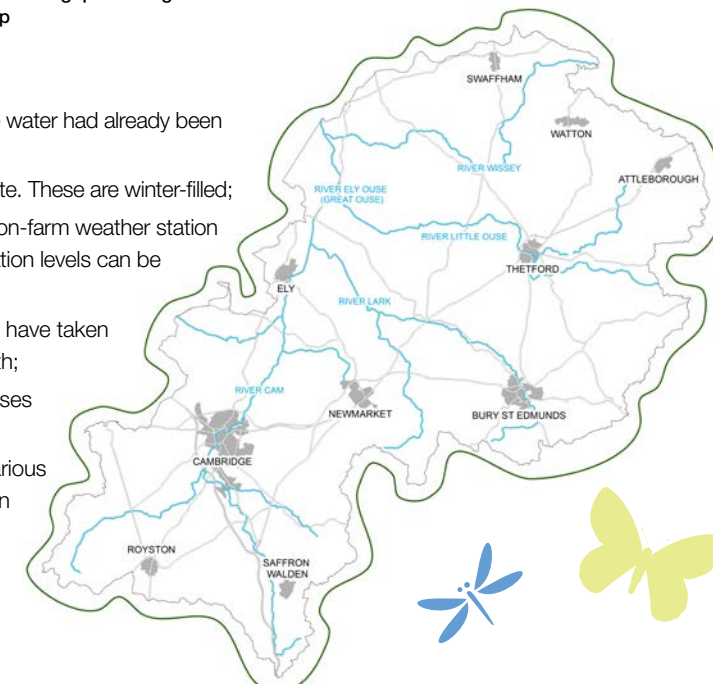 p
water had already been
te. These are winter-filled;
on-farm weather station
ation levels can be
have taken
th;
ses
arious
n
SWAFFHAM
WATTON
ATTLEBOROUGH
RIVER WISSEY
RIVER ELY OUSE
(GREAT OUSE)
RIVER LITTLE OUSE
THETFORD
ELY
RIVER LARK
RIVER CAM
NEWMARKET
BURY ST EDMUNDS
CAMBRIDGE
ROYSTON
SAFFRON
WALDEN